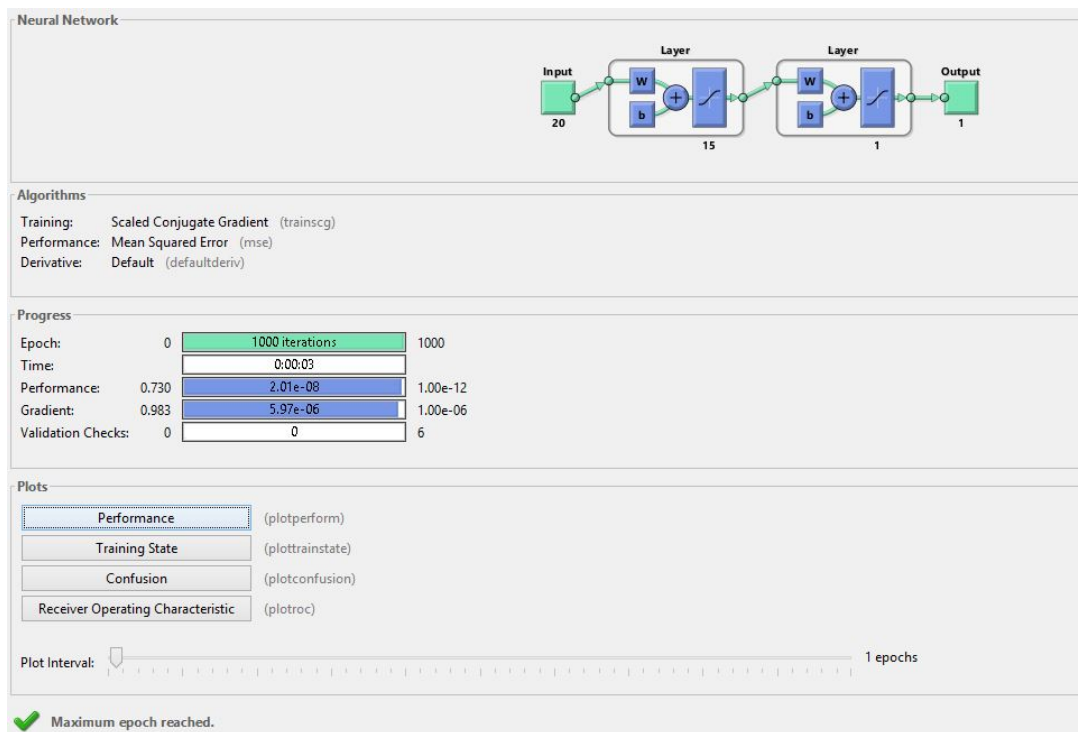 Neural Network
Layer Layer
Input W b + W b + Output
20 15 1 1
Algorithms
Training: Scaled Conjugate Gradient (trainscg)
Performance: Mean Squared Error (mse)
Derivative: Default (defaultderiv)
Progress
Epoch: 0 1000 iterations 1000
Time: 0:00:03
Performance: 0.730 2.01e-08 1.00e-12
Gradient: 0.983 5.97e-06 1.00e-06
Validation Checks: 0 0 6
Plots
Performance (plotperform)
Training State (plottrainstate)
Confusion (plotconfusion)
Receiver Operating Characteristic (plotroc)
Plot Interval: 1 epochs
Maximum epoch reached.